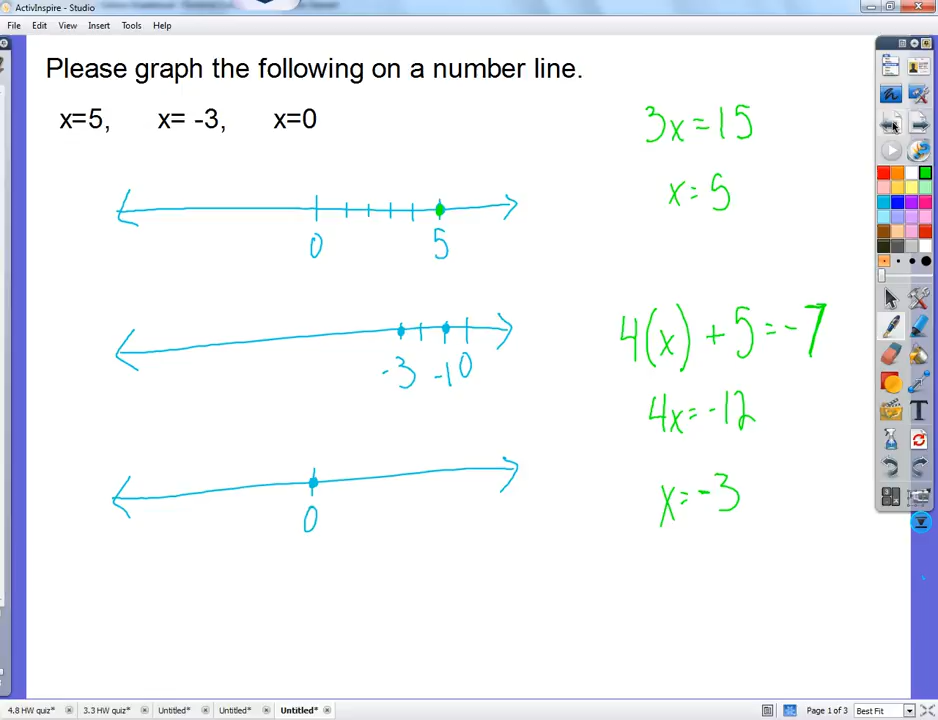 ActivInspire - Studio
File Edit View Insert Tools Help
Please graph the following on a number line.
x=5, x= -3, x=0
3x=15
x=5
0 5
4(x)+5=-7
-3 -1 0
4x=-12
x=-3
0
4.8 HW quiz* 3.3 HW quiz* Untitled* Untitled* Untitled* Page 1 of 3 Best Fit